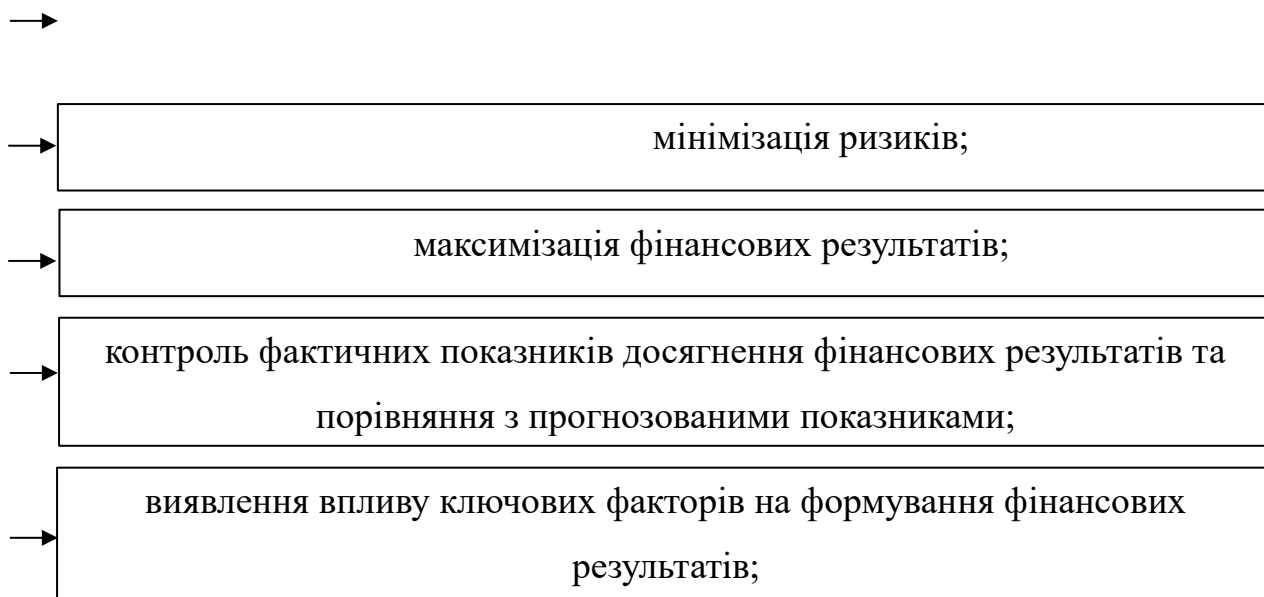 мінімізація ризиків;
максимізація фінансових результатів;
контроль фактичних показників досягнення фінансових результатів та
порівняння з прогнозованими показниками;
виявлення впливу ключових факторів на формування фінансових
результатів;